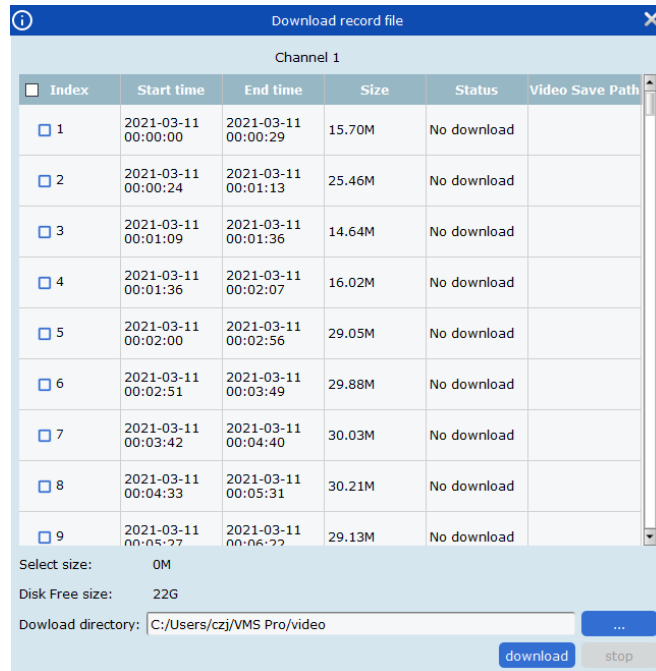 Download record file
Channel 1
Index Start time End time Size Status Video Save Path
1 2021-03-11 00:00:00 2021-03-11 00:00:29 15.70M No download
2 2021-03-11 00:00:24 2021-03-11 00:01:13 25.46M No download
3 2021-03-11 00:01:09 2021-03-11 00:01:36 14.64M No download
4 2021-03-11 00:01:36 2021-03-11 00:02:07 16.02M No download
5 2021-03-11 00:02:00 2021-03-11 00:02:56 29.05M No download
6 2021-03-11 00:02:51 2021-03-11 00:03:49 29.88M No download
7 2021-03-11 00:03:42 2021-03-11 00:04:40 30.03M No download
8 2021-03-11 00:04:33 2021-03-11 00:05:31 30.21M No download
9 2021-03-11 00:05:27 2021-03-11 00:06:22 29.13M No download
Select size: 0M
Disk Free size: 22G
Dowload directory: C:/Users/czj/VMS Pro/video ...
download stop